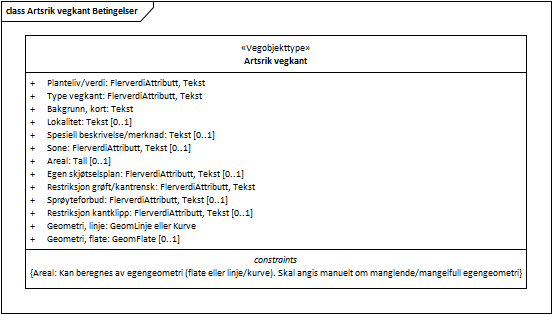 class Artsrik vegkant Betingelser
«Vegobjekttype»
Artsrik vegkant
+ Planteliv/verdi: FlerverdiAttributt, Tekst
+ Type vegkant: FlerverdiAttributt, Tekst
+ Bakgrunn, kort: Tekst
+ Lokalitet: Tekst [0..1]
+ Spesiell beskrivelse/merknad: Tekst [0..1]
+ Sone: FlerverdiAttributt, Tekst [0..1]
+ Areal: Tall [0..1]
+ Egen skjøtselsplan: FlerverdiAttributt, Tekst [0..1]
+ Restriksjon grøft/kantrensk: FlerverdiAttributt, Tekst
+ Sprøyteforbud: FlerverdiAttributt, Tekst [0..1]
+ Restriksjon kantklipp: FlerverdiAttributt, Tekst [0..1]
+ Geometri, linje: GeomLinje eller Kurve
+ Geometri, flate: GeomFlate [0..1]
constraints
{Areal: Kan beregnes av egengeometri (flate eller linje/kurve). Skal angis manuelt om manglende/mangelfull egengeometri}